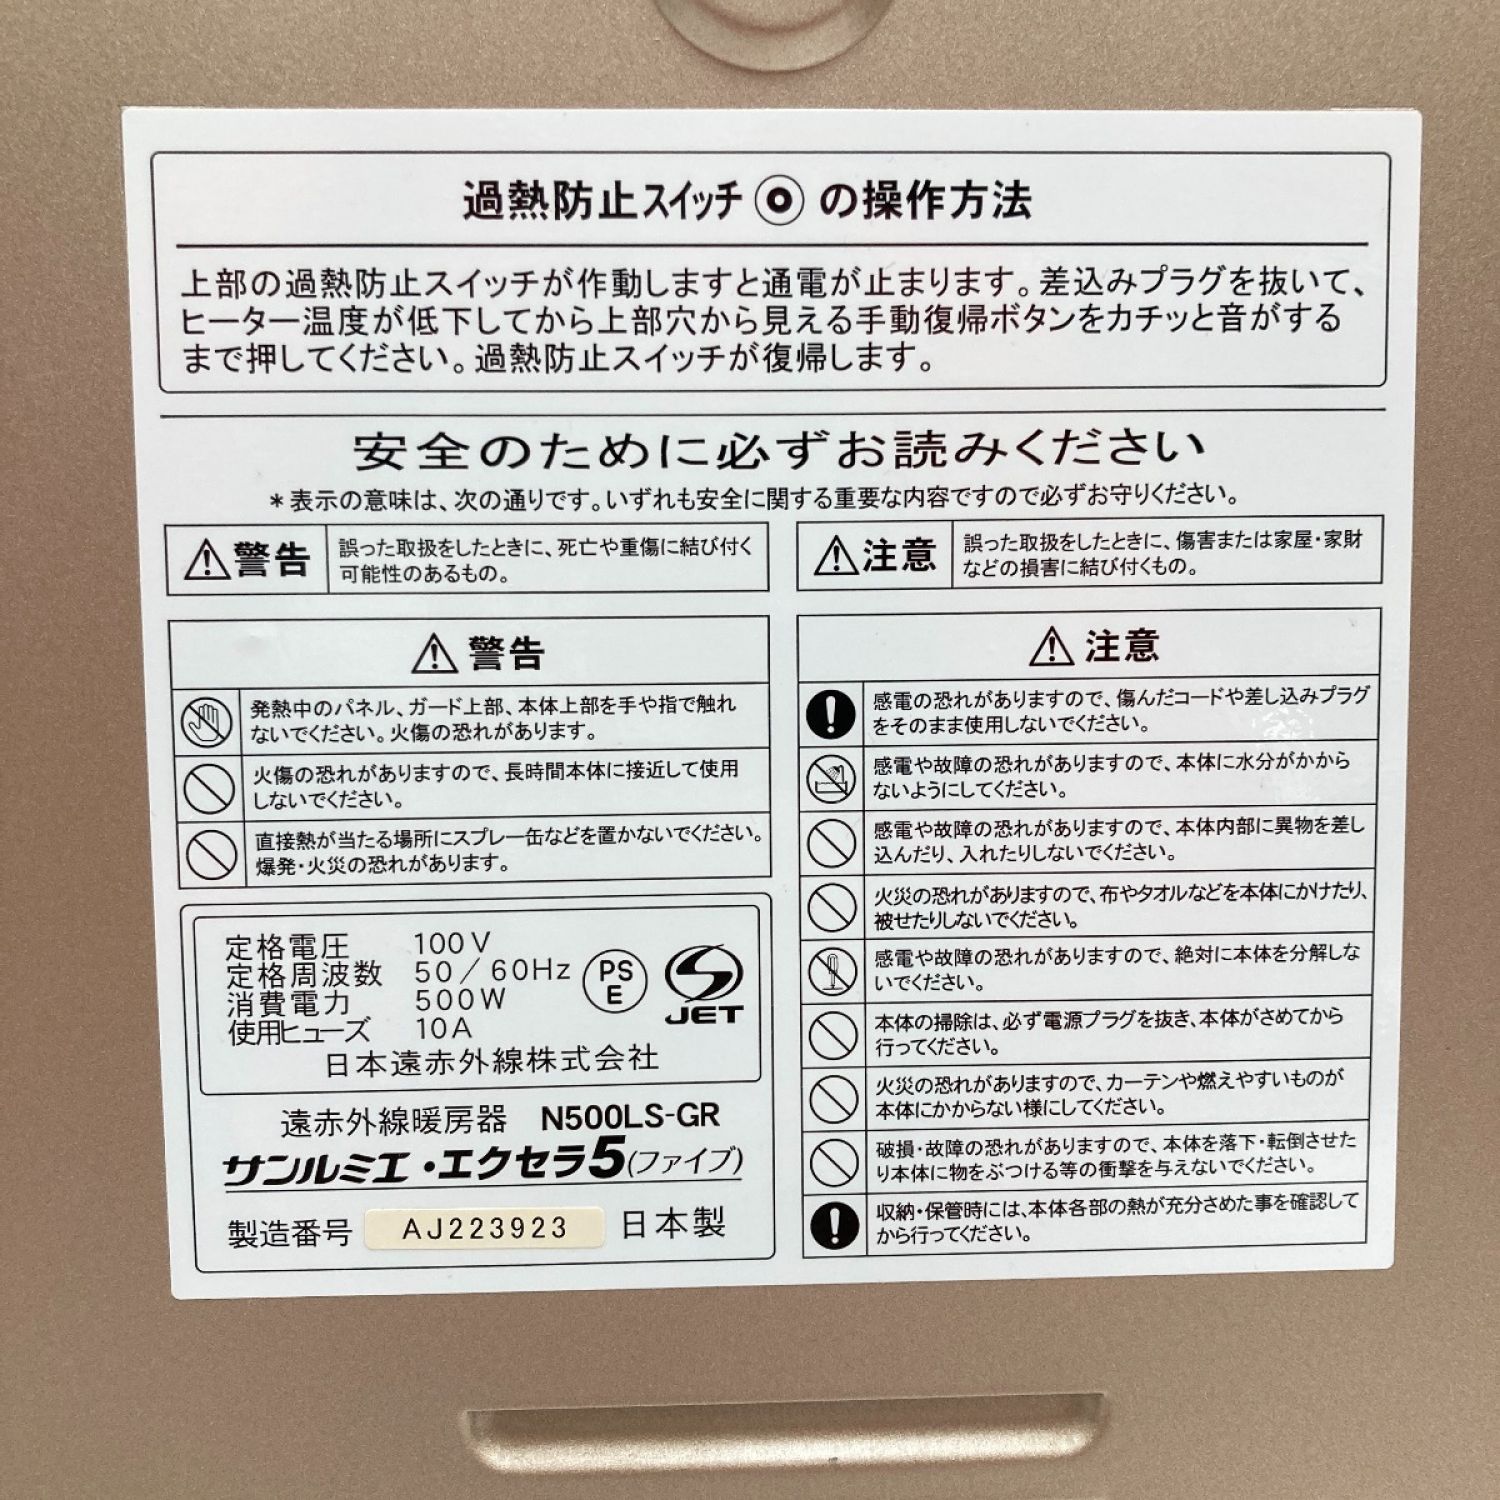 過熱防止スイッチ の操作方法
上部の過熱防止スイッチが作動しますと通電が止まります。差込みプラグを抜いて、
ヒーター温度が低下してから上部穴から見える手動復帰ボタンをカチッと音がする
まで押してください。過熱防止スイッチが復帰します。
安全のために必ずお読みください
*表示の意味は、次の通りです。いずれも安全に関する重要な内容ですので必ずお守りください。
警告
誤った取扱をしたときに、死亡や重傷に結び付く
可能性のあるもの。
注意
誤った取扱をしたときに、傷害または家屋・家財
などの損害に結び付くもの。
警告
発熱中のパネル、ガード上部、本体上部を手や指で触れ
ないでください。火傷の恐れがあります。
火傷の恐れがありますので、長時間本体に接近して使用
しないでください。
直接熱が当たる場所にスプレー缶などを置かないでください。
爆発・火災の恐れがあります。
定格電圧 100V
定格周波数 50/60Hz
消費電力 500W
使用ヒューズ 10A
PS
E
JET
日本遠赤外線株式会社
遠赤外線暖房器 N500LS-GR
サンルミエ・エクセラ5(ファイブ)
製造番号 AJ223923 日本製
注意
感電の恐れがありますので、傷んだコードや差し込みプラグ
をそのまま使用しないでください。
感電や故障の恐れがありますので、本体に水分がかから
ないようにしてください。
感電や故障の恐れがありますので、本体内部に異物を差し
込んだり、入れたりしないでください。
火災の恐れがありますので、布やタオルなどを本体にかけたり、
被せたりしないでください。
感電や故障の恐れがありますので、絶対に本体を分解しな
いでください。
本体の掃除は、必ず電源プラグを抜き、本体がさめてから
行ってください。
火災の恐れがありますので、カーテンや燃えやすいものが
本体にかからない様にしてください。
破損・故障の恐れがありますので、本体を落下・転倒させた
り本体に物をぶつける等の衝撃を与えないでください。
収納・保管時には、本体各部の熱が充分さめた事を確認して
から行ってください。